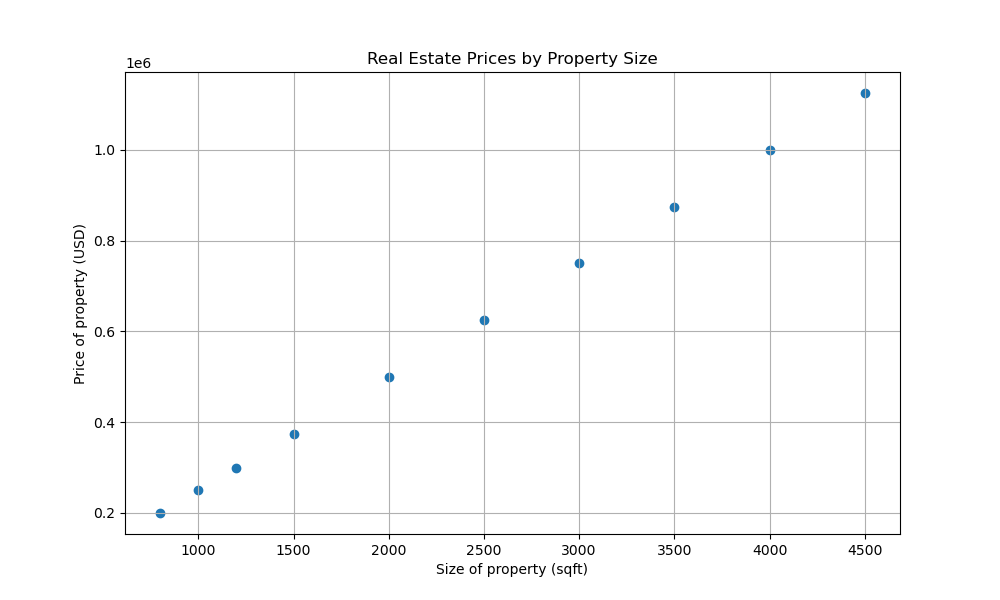 Real Estate Prices by Property Size
1e6
1.0
0.8
0.6
0.4
0.2
Price of property (USD)
1000 1500 2000 2500 3000 3500 4000 4500
Size of property (sqft)